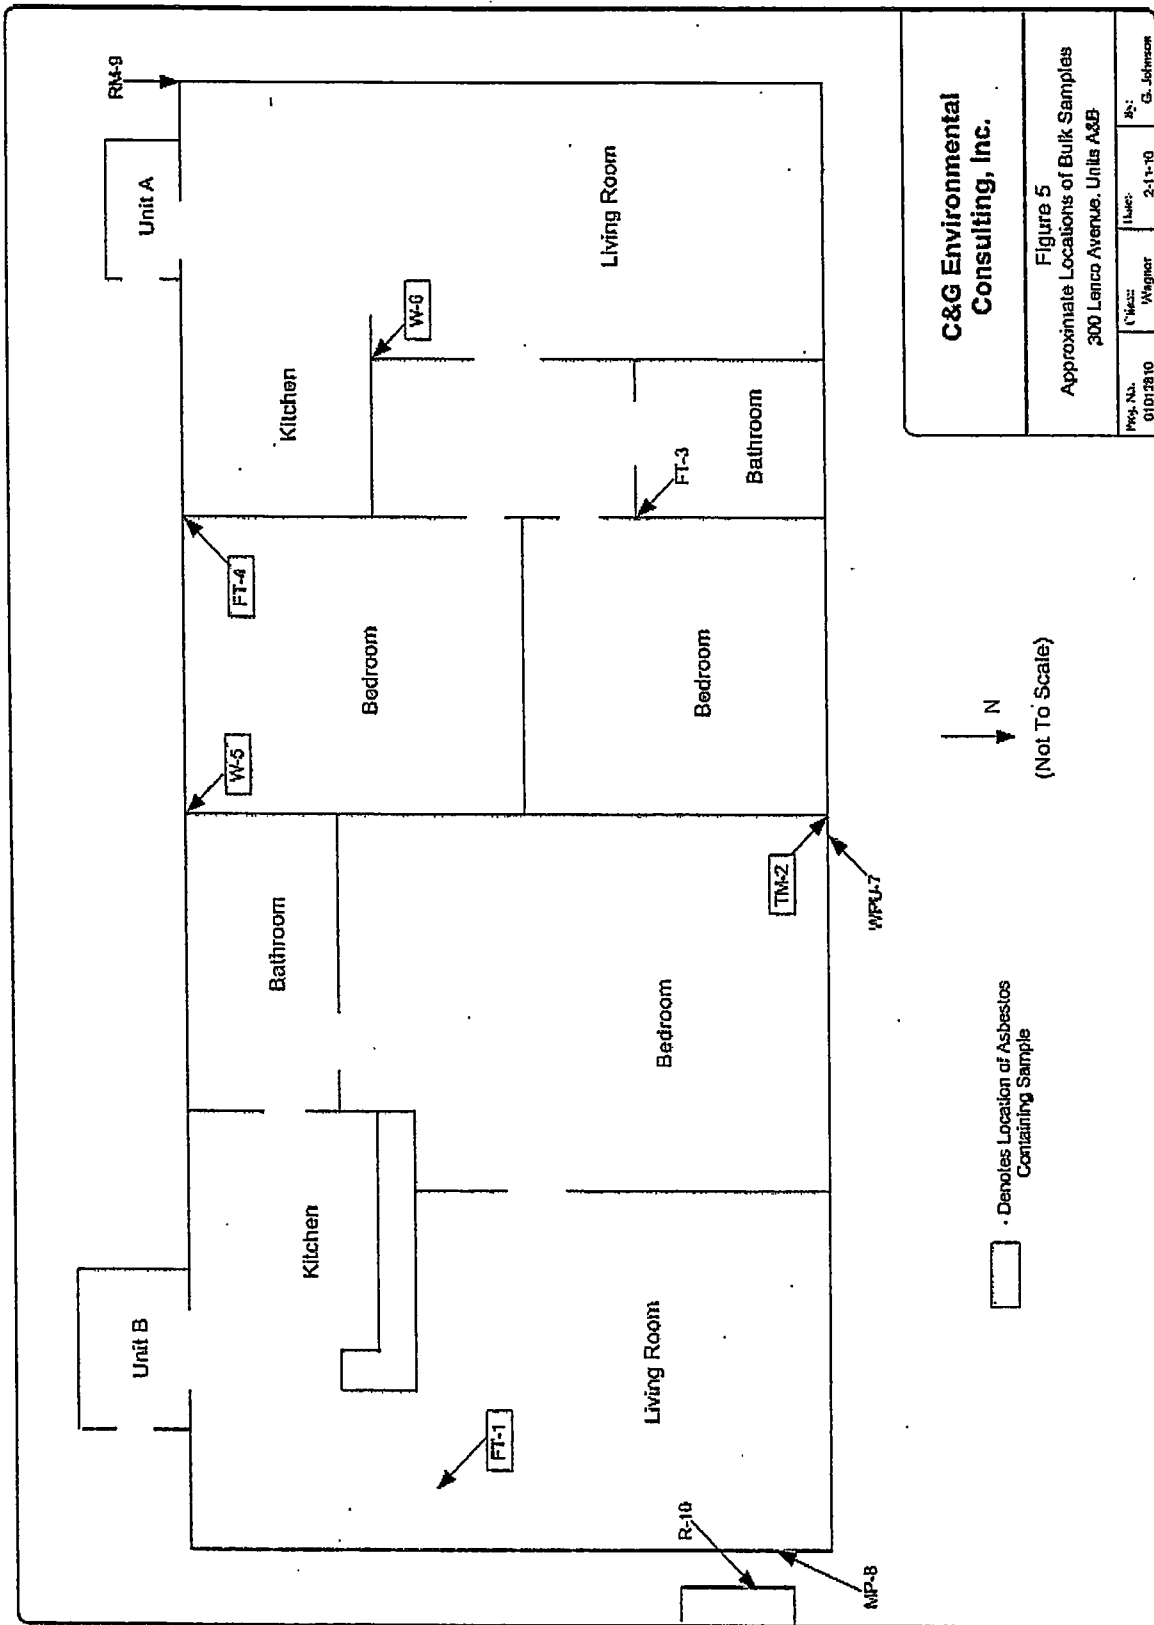 RM-9
Unit A
Living Room
W-6
Kitchen
Bathroom
FT-3
FT-4
Bedroom
Bedroom
W-5
TM-2
WPU-7
Bathroom
Bedroom
Kitchen
Unit B
Living Room
FT-1
R-10
MP-8
N
(Not To Scale)
- Denotes Location of Asbestos
Containing Sample
C&G Environmental
Consulting, Inc.
Figure 5
Approximate Locations of Bulk Samples
300 Lenco Avenue, Units A&B
Proj. No.
01012810
Client:
Wagner
Date:
2-11-10
By:
G. Johnson